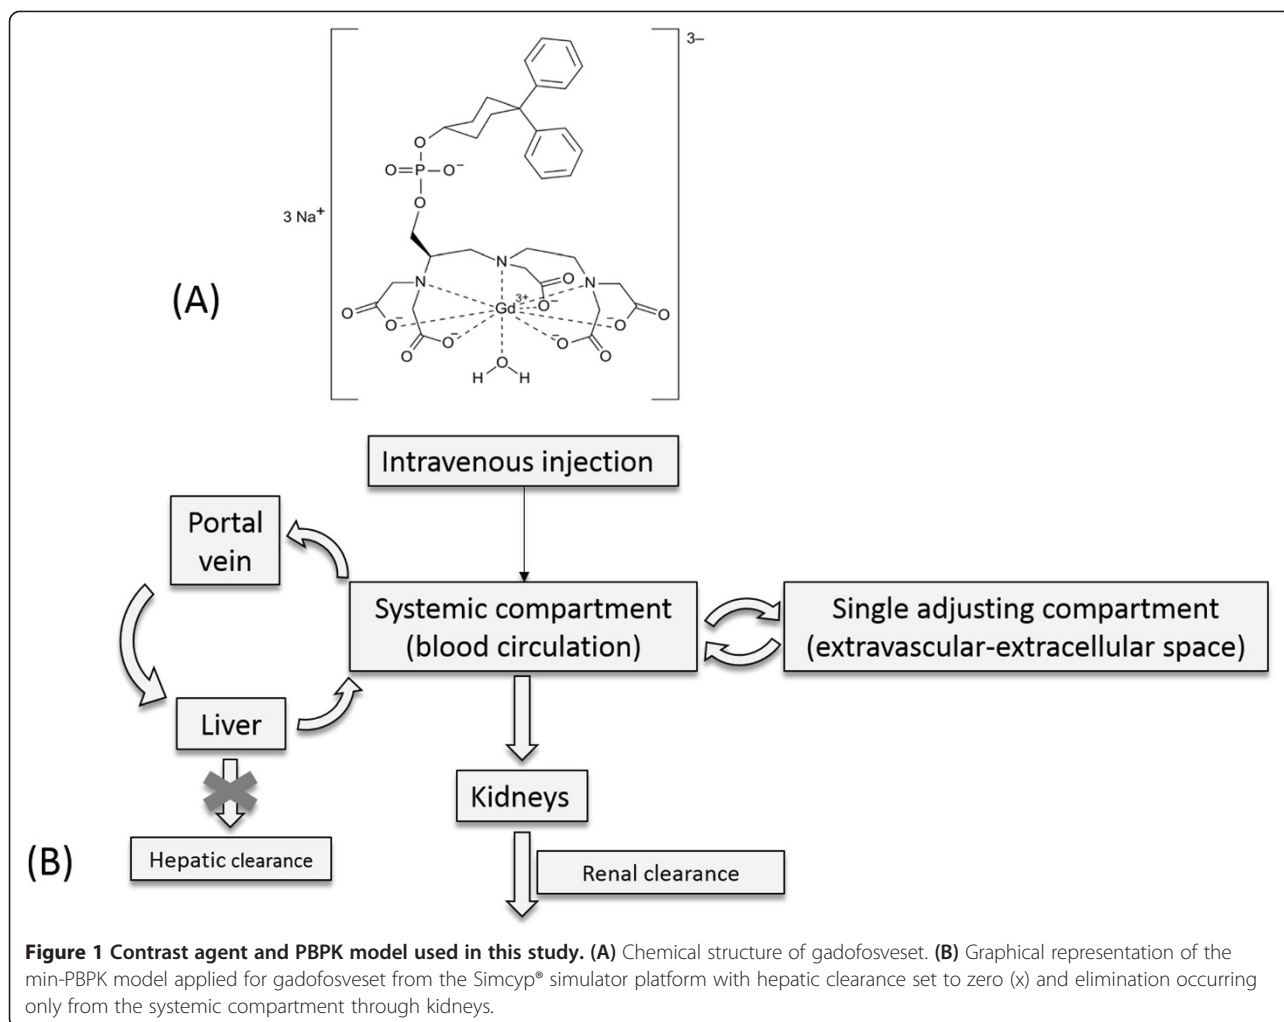 3–
O
O=P–O⁻
O
3 Na⁺
N
N
N
O
O
O
O
O⁻
Gd³⁺
O⁻
O⁻
O⁻
O⁻
O
O
O
H
H
(A)
Intravenous injection
Portal
vein
Systemic compartment
(blood circulation)
Single adjusting compartment
(extravascular-extracellular space)
Liver
Kidneys
(B)
Hepatic clearance
Renal clearance
Figure 1 Contrast agent and PBPK model used in this study. (A) Chemical structure of gadofosveset. (B) Graphical representation of the
min-PBPK model applied for gadofosveset from the Simcyp® simulator platform with hepatic clearance set to zero (x) and elimination occurring
only from the systemic compartment through kidneys.